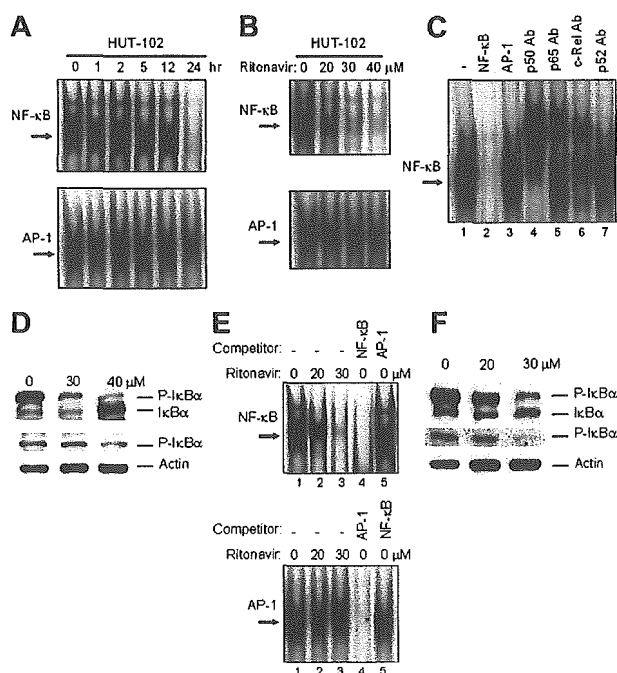 A
HUT-102
0 1 2 5 12 24 hr
NF-κB
AP-1
B
HUT-102
Ritonavir: 0 20 30 40 μM
NF-κB
AP-1
C
- NF-κB AP-1 p50 Ab p65 Ab c-Rel Ab p52 Ab
NF-κB
1 2 3 4 5 6 7
D
0 30 40 μM
P-IκBα
IκBα
P-IκBα
Actin
E
Competitor: - - - NF-κB AP-1
Ritonavir: 0 20 30 0 0 μM
NF-κB
1 2 3 4 5
Competitor: - - - AP-1 NF-κB
Ritonavir: 0 20 30 0 0 μM
AP-1
1 2 3 4 5
F
0 20 30 μM
P-IκBα
IκBα
P-IκBα
Actin